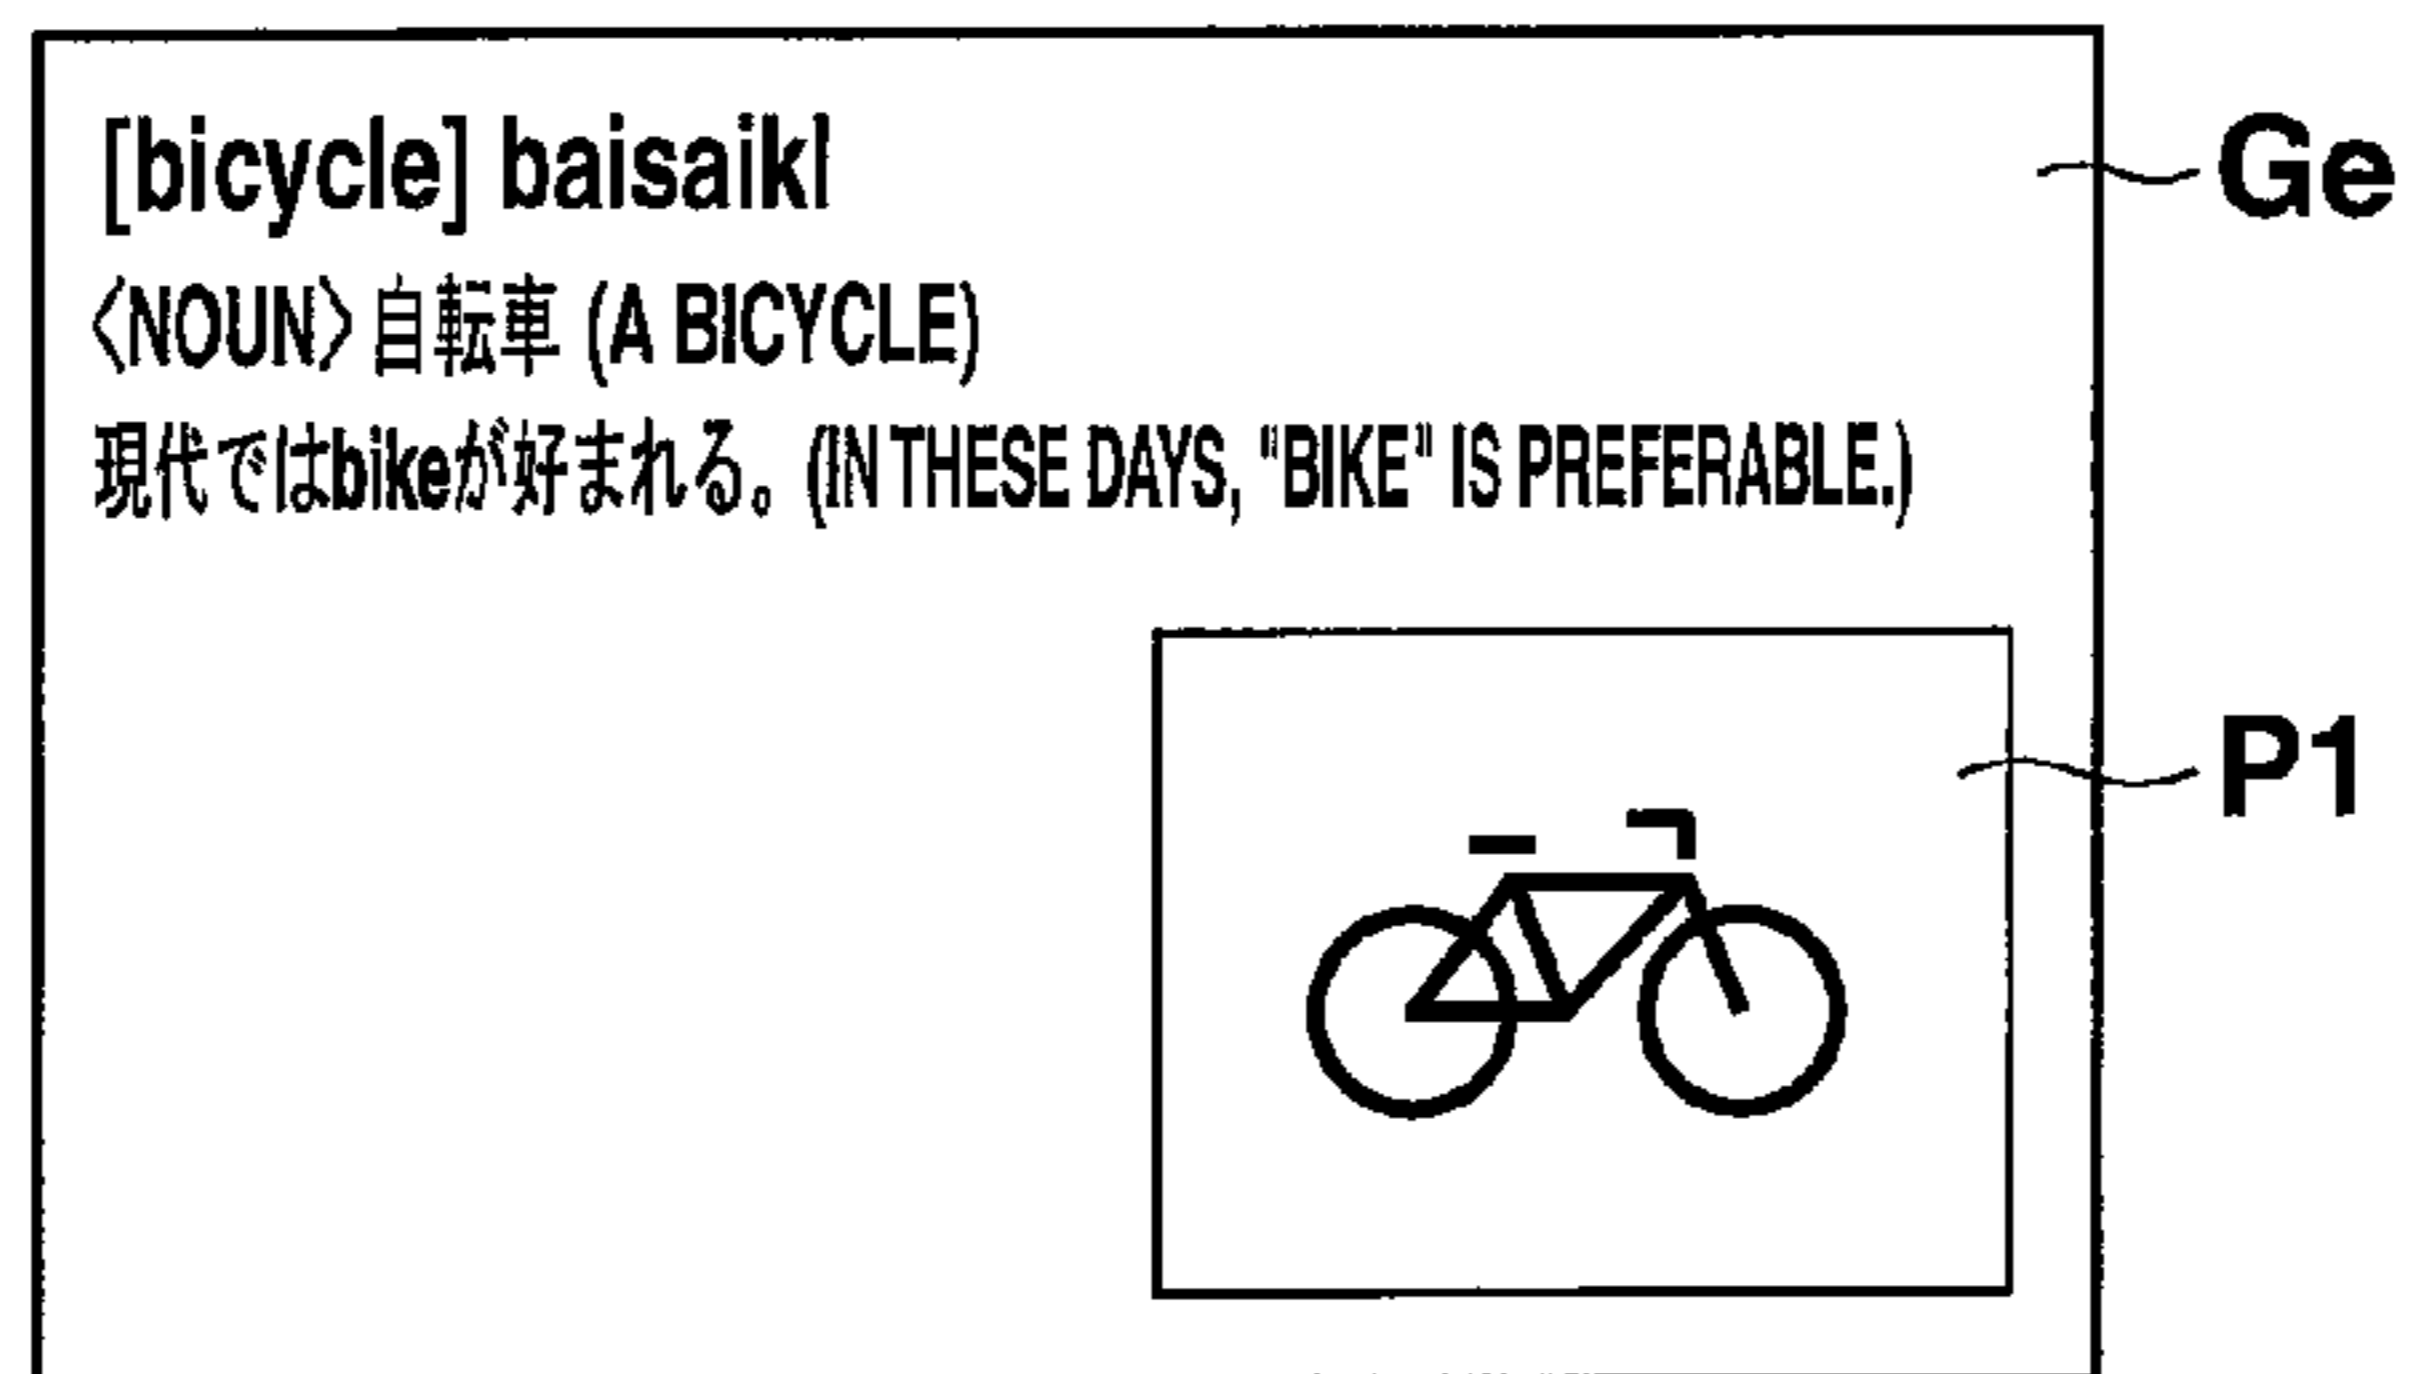 [bicycle] baisaikl
Ge
〈NOUN〉自転車 (A BICYCLE)
現代ではbikeが好まれる。(IN THESE DAYS, "BIKE" IS PREFERABLE.)
P1